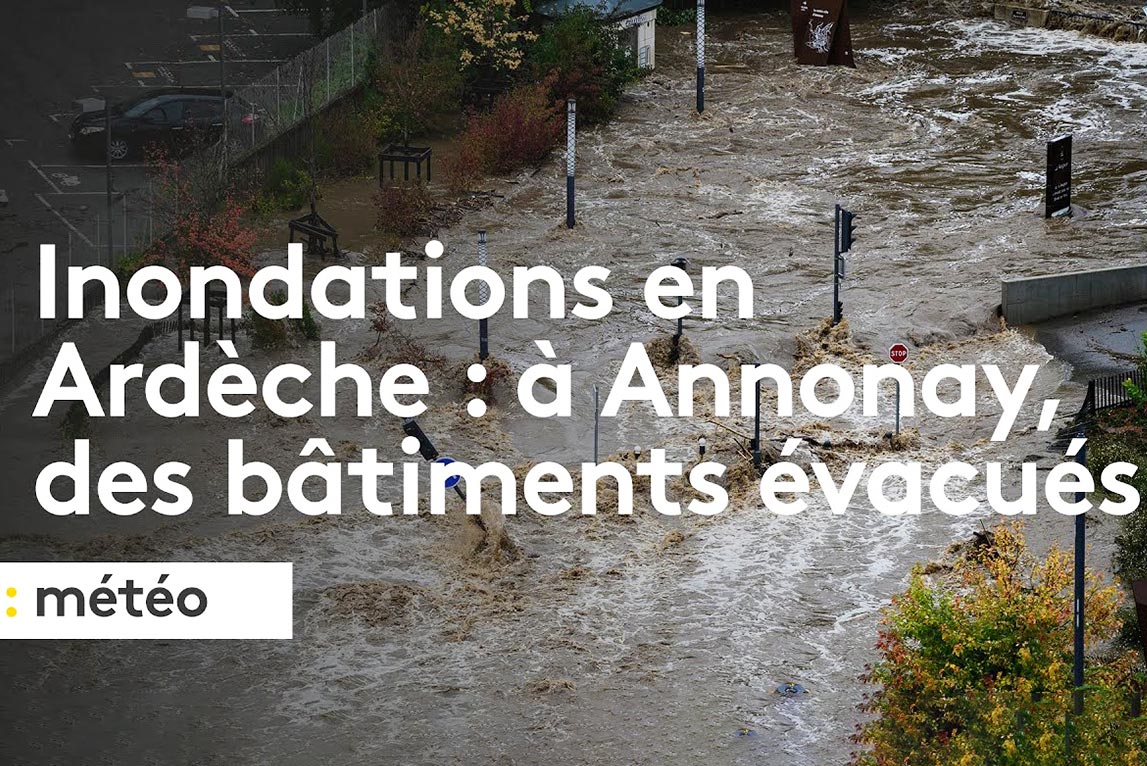 STOP
Inondations en
Ardèche : à Annonay,
des bâtiments évacués
: météo